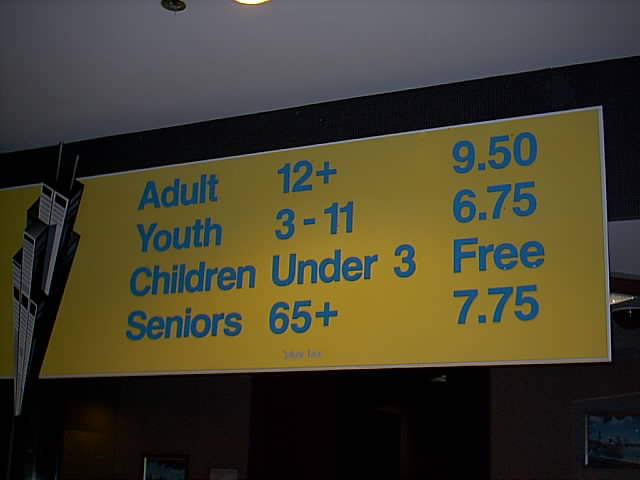 Adult 12+ 9.50
Youth 3-11 6.75
Children Under 3 Free
Seniors 65+ 7.75